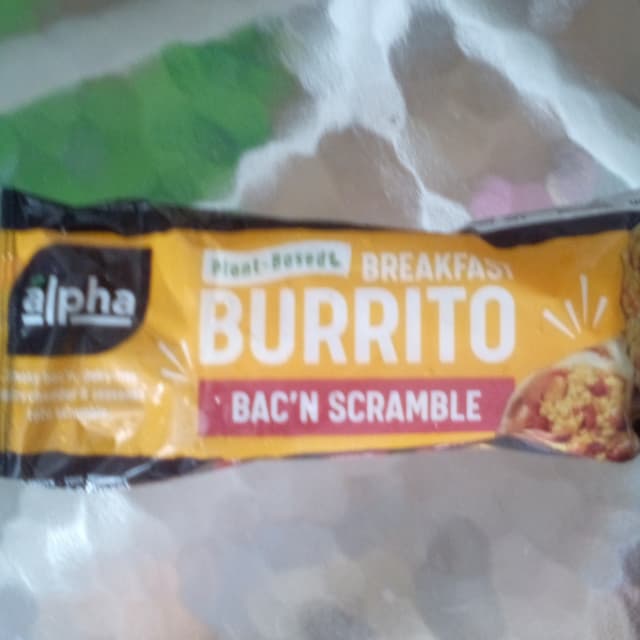 alpha
Plant-Based
BREAKFAST
BURRITO
BAC'N SCRAMBLE